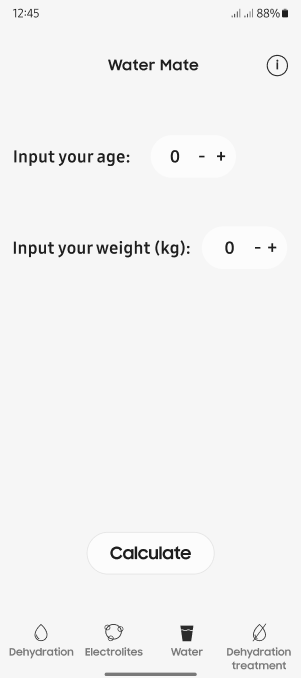 12:45 88%
Water Mate
i
Input your age: 0 - +
Input your weight (kg): 0 - +
Calculate
Dehydration Electrolites Water Dehydration treatment